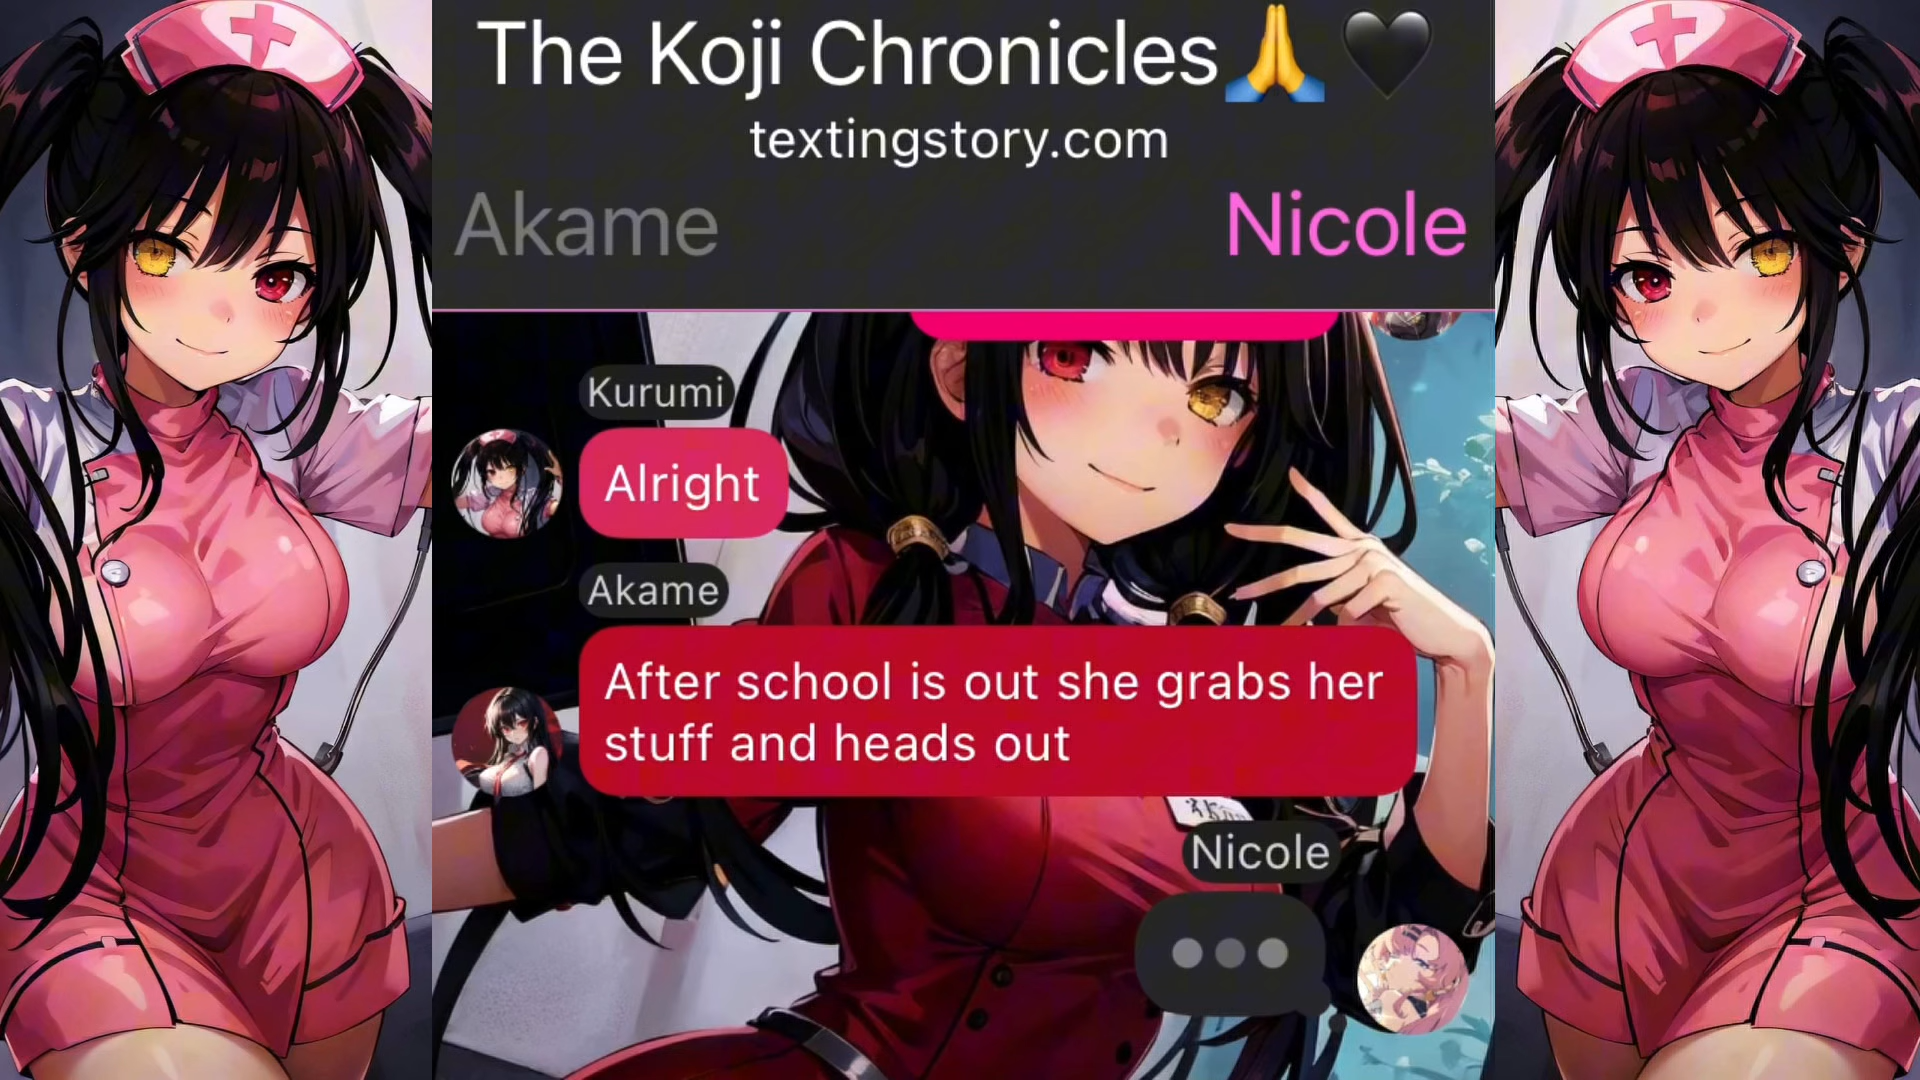 The Koji Chronicles🙏🖤
textingstory.com
Akame
Nicole
Kurumi
Alright
Akame
After school is out she grabs her
stuff and heads out
Nicole